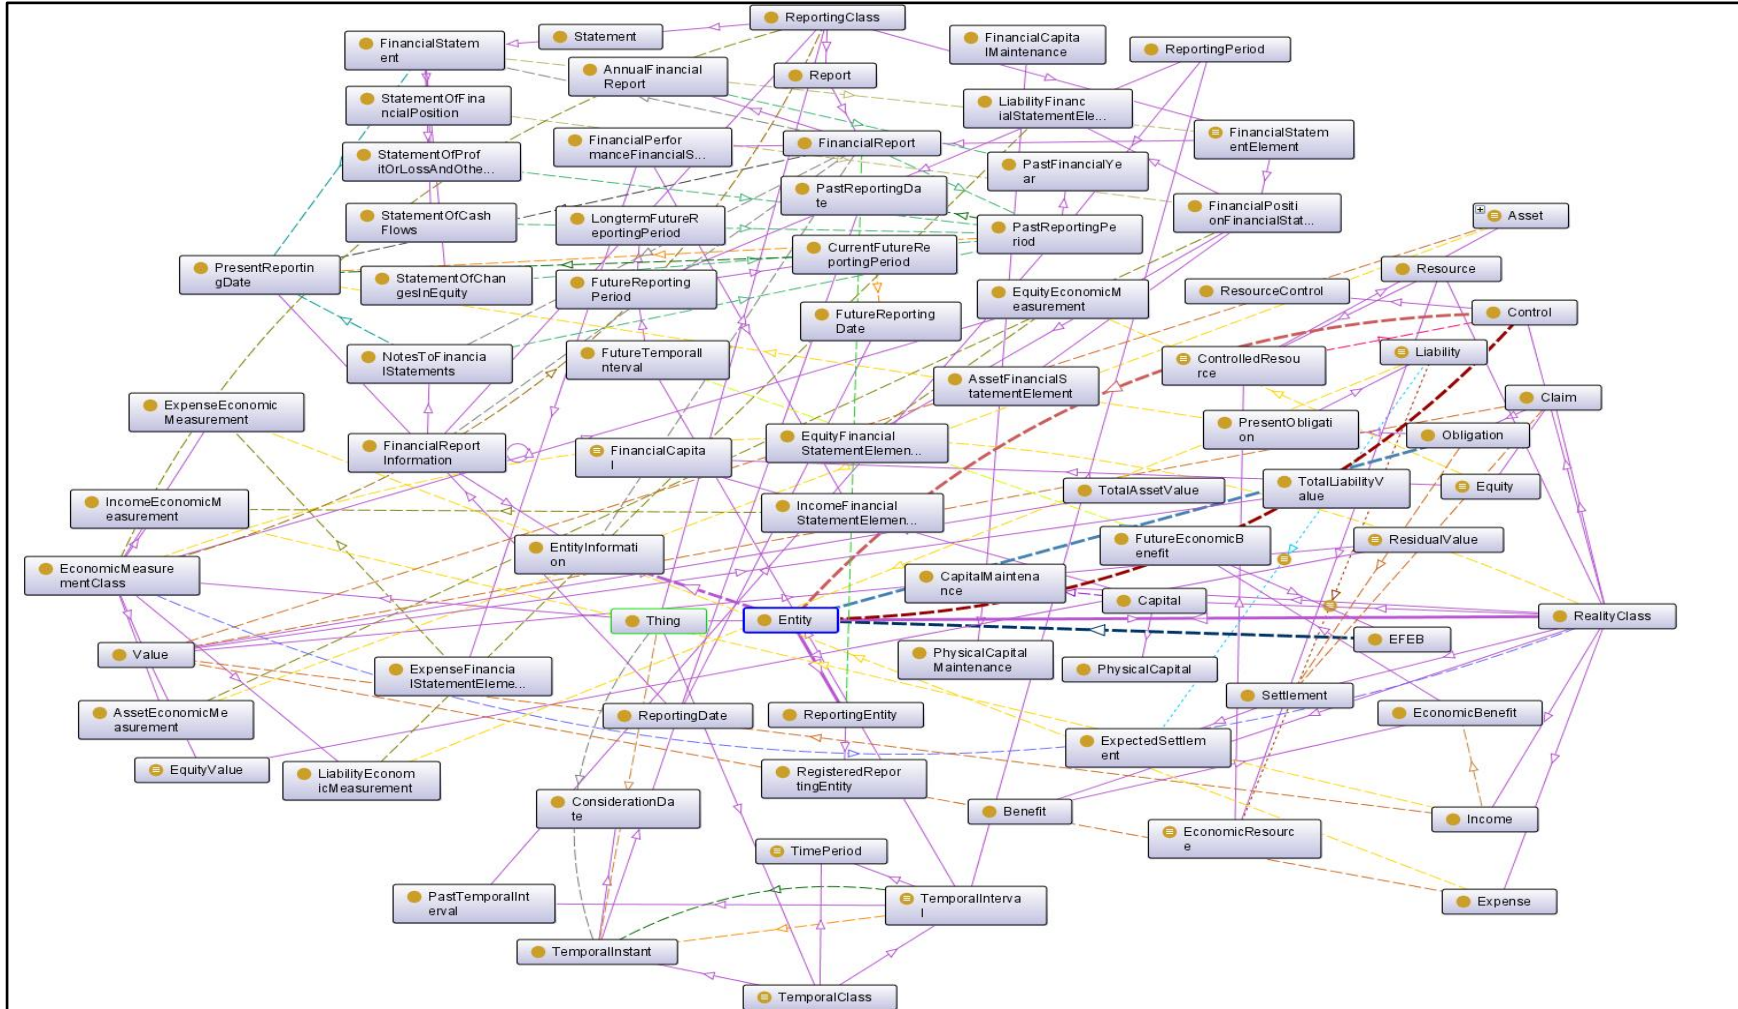 ReportingClass
Statement
FinancialStatem
ent
FinancialCapita
lMaintenance
ReportingPeriod
AnnualFinancial
Report
Report
StatementOfFina
ncialPosition
LiabilityFinanc
ialStatementEle...
FinancialStatem
entElement
FinancialPerfor
manceFinancialS...
FinancialReport
StatementOfProf
itOrLossAndOthe...
PastFinancialYe
ar
PastReportingDa
te
FinancialPositi
onFinancialStat...
StatementOfCash
Flows
LongtermFutureR
eportingPeriod
PastReportingPe
riod
Asset
CurrentFutureRe
portingPeriod
PresentReportin
gDate
StatementOfChan
gesInEquity
FutureReporting
Period
EquityEconomicM
easurement
ResourceControl
Resource
Control
FutureReporting
Date
NotesToFinancia
lStatements
FutureTemporalI
nterval
ControlledResou
rce
Liability
AssetFinancialS
tatementElement
Claim
ExpenseEconomic
Measurement
PresentObligati
on
Obligation
FinancialReport
Information
FinancialCapita
l
EquityFinancial
StatementElemen...
TotalAssetValue
TotalLiabilityV
alue
Equity
IncomeEconomicM
easurement
IncomeFinancial
StatementElemen...
EntityInformati
on
FutureEconomicB
enefit
ResidualValue
EconomicMeasure
mentClass
CapitalMaintena
nce
Capital
Thing
Entity
RealityClass
EFEB
Value
PhysicalCapital
Maintenance
PhysicalCapital
ExpenseFinancia
lStatementEleme...
Settlement
AssetEconomicMe
asurement
ReportingDate
ReportingEntity
EconomicBenefit
ExpectedSettlem
ent
EquityValue
LiabilityEconom
icMeasurement
RegisteredRepor
tingEntity
ConsiderationDa
te
Benefit
EconomicResourc
e
Income
TimePeriod
PastTemporalInt
erval
TemporalInterva
l
Expense
TemporalInstant
TemporalClass